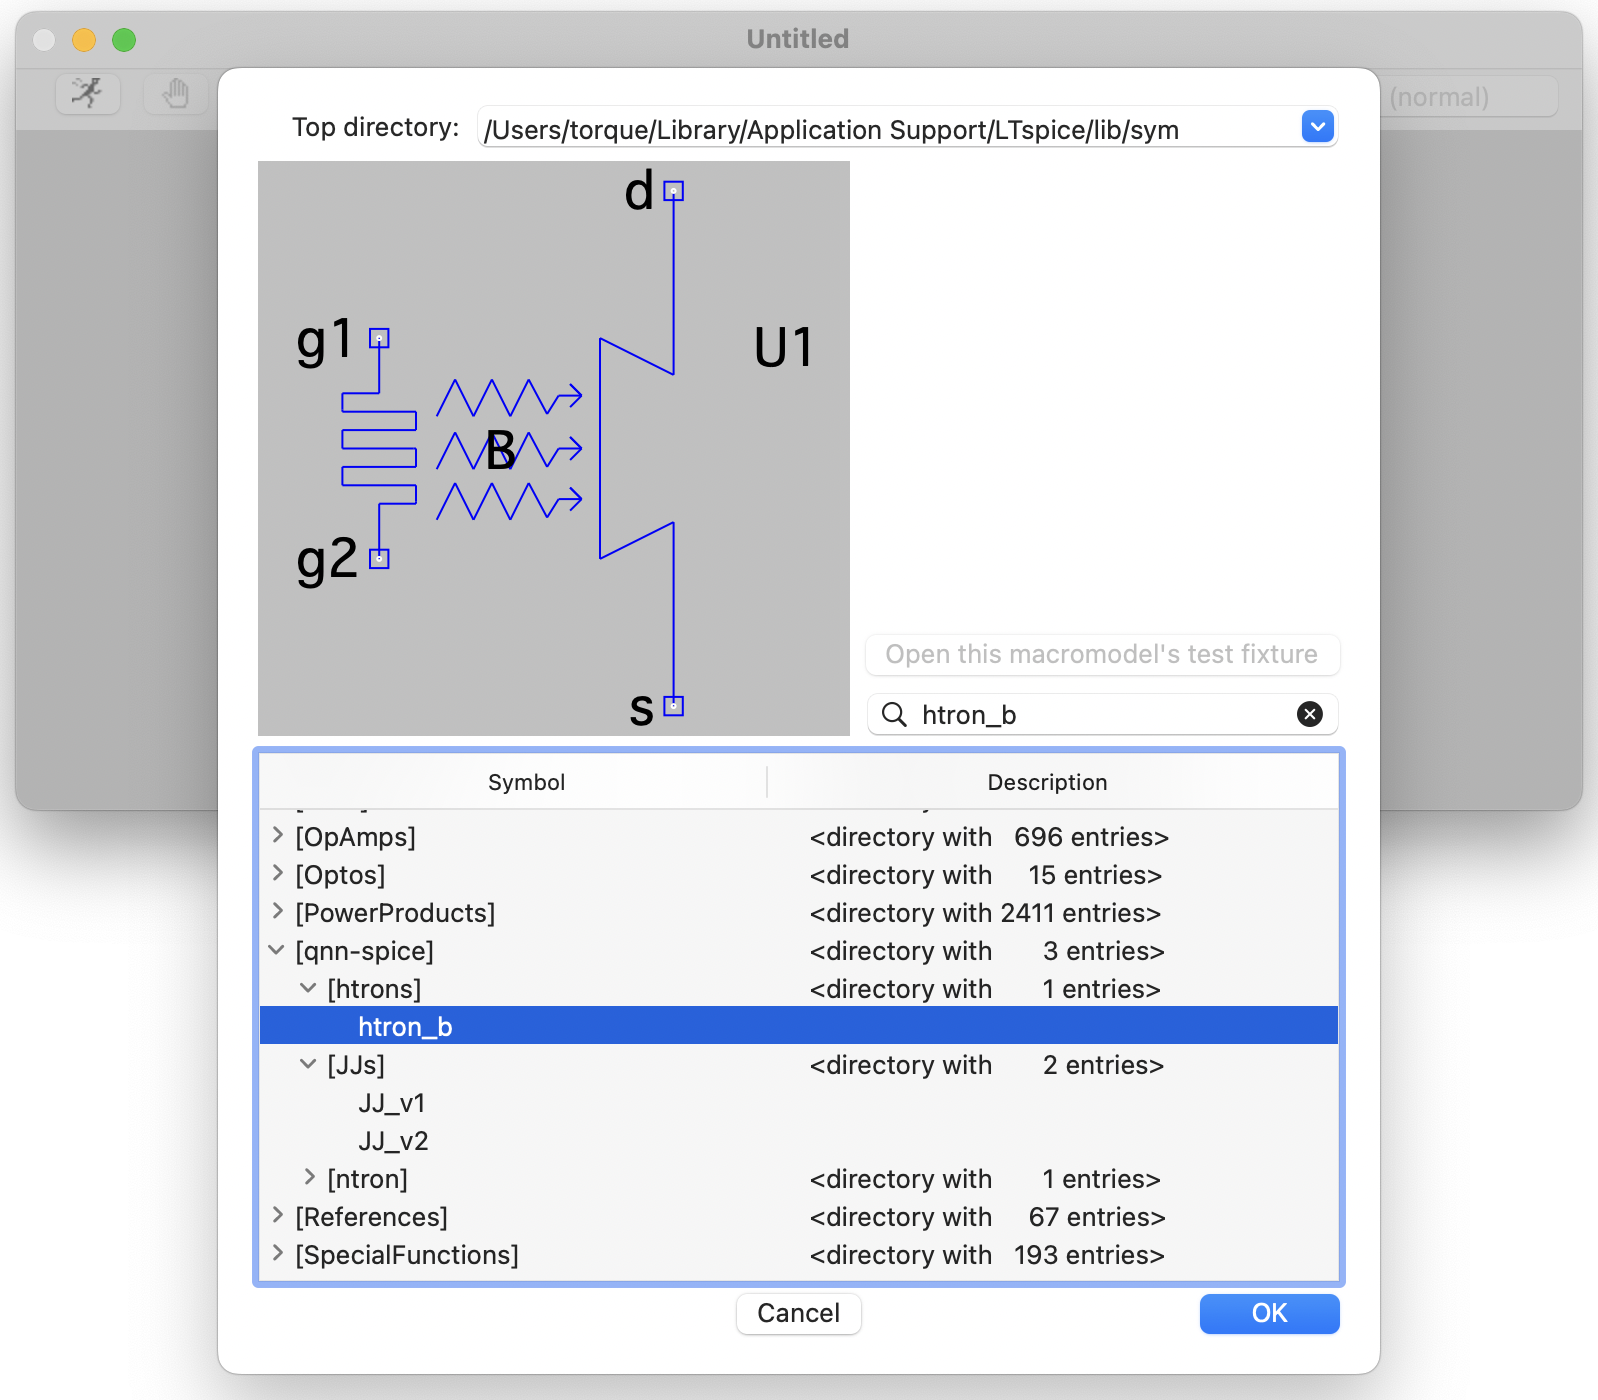 Untitled
(normal)
Top directory: /Users/torque/Library/Application Support/LTspice/lib/sym
d
g1
U1
B
g2
s
Open this macromodel's test fixture
htron_b
Symbol Description
[OpAmps] <directory with 696 entries>
[Optos] <directory with 15 entries>
[PowerProducts] <directory with 2411 entries>
[qnn-spice] <directory with 3 entries>
[htrons] <directory with 1 entries>
htron_b
[JJs] <directory with 2 entries>
JJ_v1
JJ_v2
[ntron] <directory with 1 entries>
[References] <directory with 67 entries>
[SpecialFunctions] <directory with 193 entries>
Cancel OK